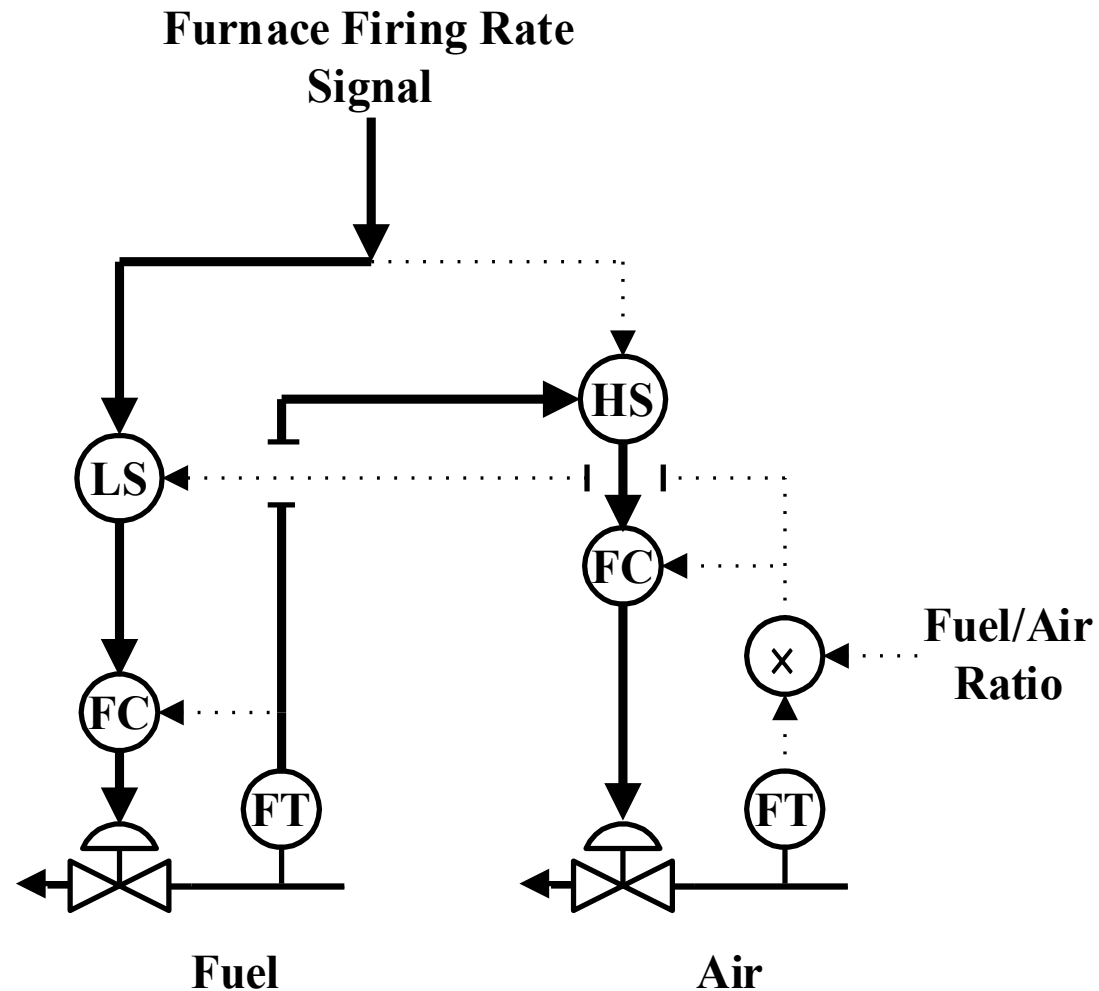 Furnace Firing Rate
Signal
HS
LS
FC
Fuel/Air
Ratio
x
FC
FT
FT
Fuel
Air